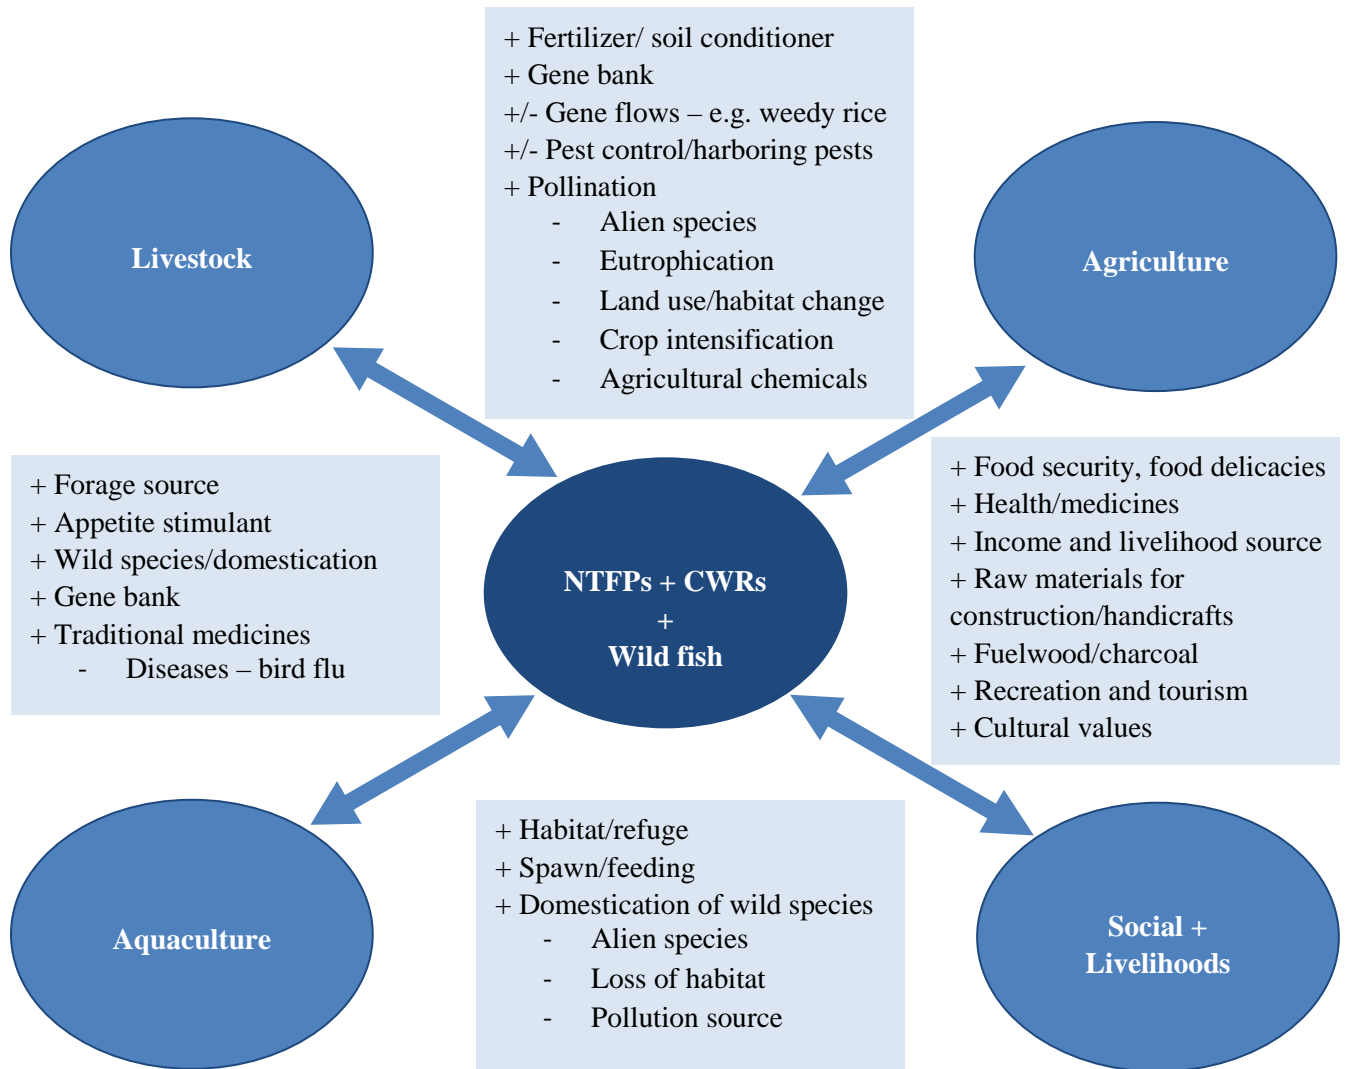 + Fertilizer/ soil conditioner
+ Gene bank
+/- Gene flows – e.g. weedy rice
+/- Pest control/harboring pests
+ Pollination
- Alien species
- Eutrophication
- Land use/habitat change
- Crop intensification
- Agricultural chemicals
Livestock
Agriculture
+ Forage source
+ Appetite stimulant
+ Wild species/domestication
+ Gene bank
+ Traditional medicines
- Diseases – bird flu
NTFPs + CWRs
+
Wild fish
+ Food security, food delicacies
+ Health/medicines
+ Income and livelihood source
+ Raw materials for
construction/handicrafts
+ Fuelwood/charcoal
+ Recreation and tourism
+ Cultural values
Aquaculture
+ Habitat/refuge
+ Spawn/feeding
+ Domestication of wild species
- Alien species
- Loss of habitat
- Pollution source
Social +
Livelihoods